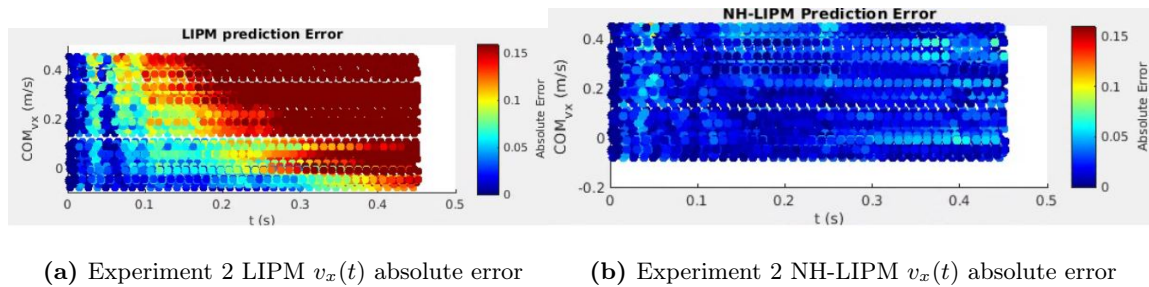 LIPM prediction Error
0.4
0.2
0
COM_vx (m/s)
0 0.1 0.2 0.3 0.4 0.5
t (s)
0.15
0.1
0.05
0
Absolute Error
NH-LIPM Prediction Error
0.4
0.2
0
-0.2
COM_vx (m/s)
0 0.1 0.2 0.3 0.4 0.5
t (s)
0.15
0.1
0.05
0
Absolute Error
(a) Experiment 2 LIPM v_x(t) absolute error
(b) Experiment 2 NH-LIPM v_x(t) absolute error